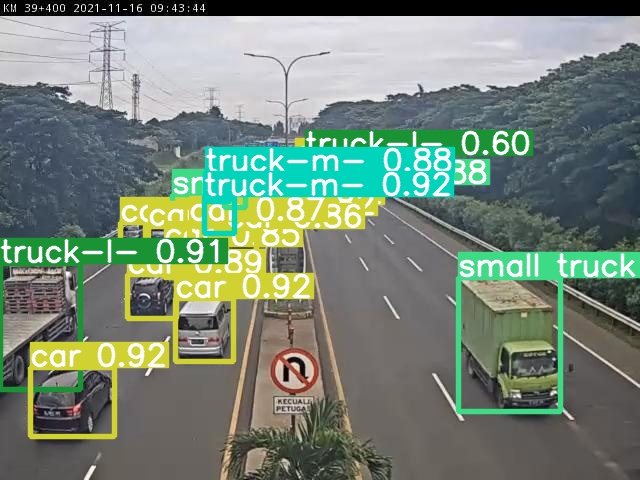 KM 39+400 2021-11-16 09:43:44
truck-l- 0.60
truck-m- 0.88
truck-m- 0.92
car 0.87
truck-l- 0.91
car 0.89
car 0.92
small truck
car 0.92
KECUALI
PETUGAS